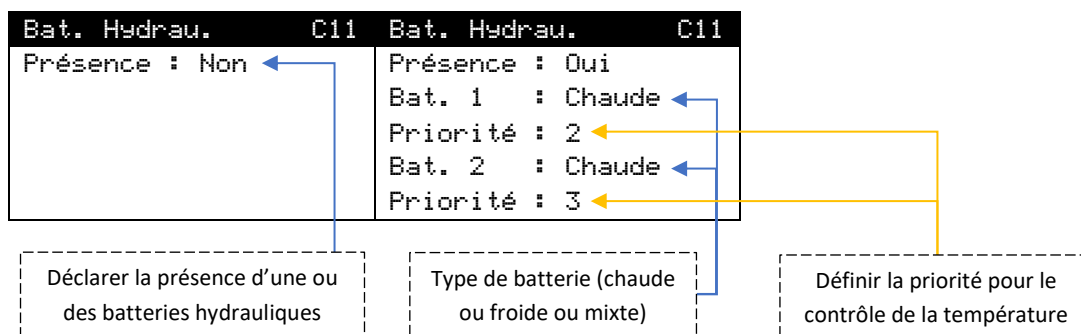 Bat. Hydrau. C11
Présence : Non
Bat. Hydrau. C11
Présence : Oui
Bat. 1 : Chaude
Priorité : 2
Bat. 2 : Chaude
Priorité : 3
Déclarer la présence d’une ou
des batteries hydrauliques
Type de batterie (chaude
ou froide ou mixte)
Définir la priorité pour le
contrôle de la température